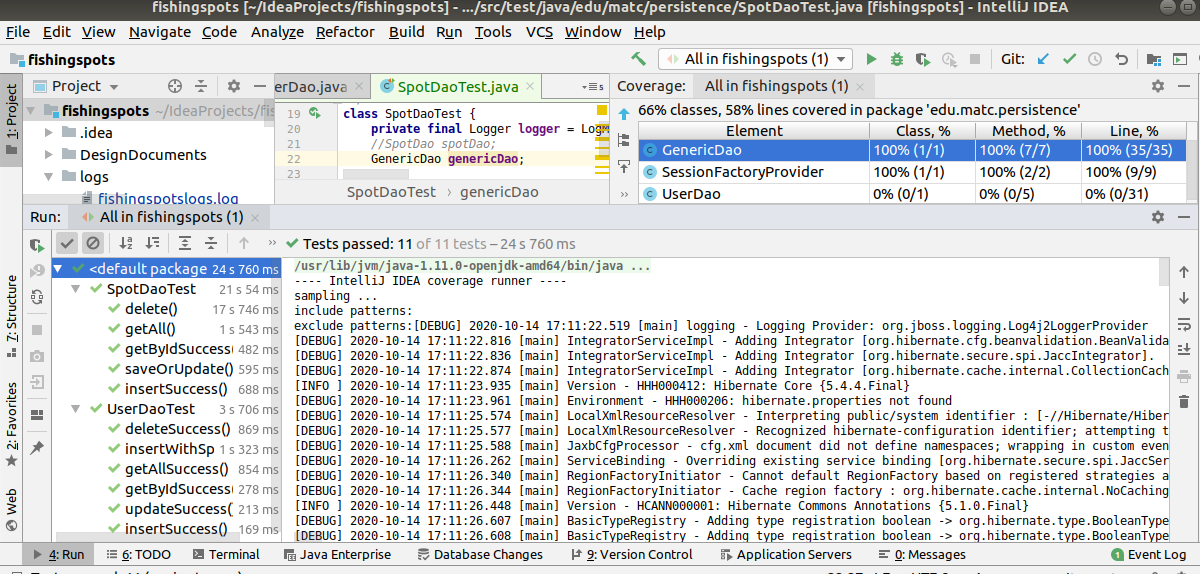 fishingspots [~/IdeaProjects/fishingspots] - .../src/test/java/edu/matc/persistence/SpotDaoTest.java [fishingspots] - IntelliJ IDEA
File Edit View Navigate Code Analyze Refactor Build Run Tools VCS Window Help
fishingspots All in fishingspots (1) Git:
Project
erDao.java SpotDaoTest.java
Coverage: All in fishingspots (1)
1: Project
fishingspots ~/IdeaProjects/fis
.idea
DesignDocuments
logs
fishingspotslogs.log
19 class SpotDaoTest {
20 private final Logger logger = LogM
21 //SpotDao spotDao;
22 GenericDao genericDao;
23
SpotDaoTest › genericDao
66% classes, 58% lines covered in package 'edu.matc.persistence'
Element Class, % Method, % Line, %
GenericDao 100% (1/1) 100% (7/7) 100% (35/35)
SessionFactoryProvider 100% (1/1) 100% (2/2) 100% (9/9)
UserDao 0% (0/1) 0% (0/5) 0% (0/31)
Run: All in fishingspots (1)
Tests passed: 11 of 11 tests – 24 s 760 ms
<default package 24 s 760 ms
SpotDaoTest 21 s 54 ms
delete() 17 s 746 ms
getAll() 1 s 543 ms
getByIdSuccess( 482 ms
saveOrUpdate() 595 ms
insertSuccess() 688 ms
UserDaoTest 3 s 706 ms
deleteSuccess() 869 ms
insertWithSp 1 s 323 ms
getAllSuccess() 854 ms
getByIdSuccess( 278 ms
updateSuccess( 213 ms
insertSuccess() 169 ms
/usr/lib/jvm/java-1.11.0-openjdk-amd64/bin/java ...
---- IntelliJ IDEA coverage runner ----
sampling ...
include patterns:
exclude patterns:[DEBUG] 2020-10-14 17:11:22.519 [main] logging - Logging Provider: org.jboss.logging.Log4j2LoggerProvider
[DEBUG] 2020-10-14 17:11:22.816 [main] IntegratorServiceImpl - Adding Integrator [org.hibernate.cfg.beanvalidation.BeanValida
[DEBUG] 2020-10-14 17:11:22.836 [main] IntegratorServiceImpl - Adding Integrator [org.hibernate.secure.spi.JaccIntegrator].
[DEBUG] 2020-10-14 17:11:22.874 [main] IntegratorServiceImpl - Adding Integrator [org.hibernate.cache.internal.CollectionCach
[INFO ] 2020-10-14 17:11:23.935 [main] Version - HHH000412: Hibernate Core {5.4.4.Final}
[DEBUG] 2020-10-14 17:11:23.961 [main] Environment - HHH000206: hibernate.properties not found
[DEBUG] 2020-10-14 17:11:25.574 [main] LocalXmlResourceResolver - Interpreting public/system identifier : [-//Hibernate/Hiber
[DEBUG] 2020-10-14 17:11:25.577 [main] LocalXmlResourceResolver - Recognized hibernate-configuration identifier; attempting t
[DEBUG] 2020-10-14 17:11:25.588 [main] JaxbCfgProcessor - cfg.xml document did not define namespaces; wrapping in custom even
[DEBUG] 2020-10-14 17:11:26.262 [main] ServiceBinding - Overriding existing service binding [org.hibernate.secure.spi.JaccSer
[DEBUG] 2020-10-14 17:11:26.340 [main] RegionFactoryInitiator - Cannot default RegionFactory based on registered strategies a
[DEBUG] 2020-10-14 17:11:26.344 [main] RegionFactoryInitiator - Cache region factory : org.hibernate.cache.internal.NoCaching
[INFO ] 2020-10-14 17:11:26.448 [main] Version - HCANN000001: Hibernate Commons Annotations {5.1.0.Final}
[DEBUG] 2020-10-14 17:11:26.607 [main] BasicTypeRegistry - Adding type registration boolean -> org.hibernate.type.BooleanType
[DEBUG] 2020-10-14 17:11:26.608 [main] BasicTypeRegistry - Adding type registration boolean -> org.hibernate.type.BooleanType
7: Structure
2: Favorites
Web
4: Run 6: TODO Terminal Java Enterprise Database Changes 9: Version Control Application Servers 0: Messages 1 Event Log